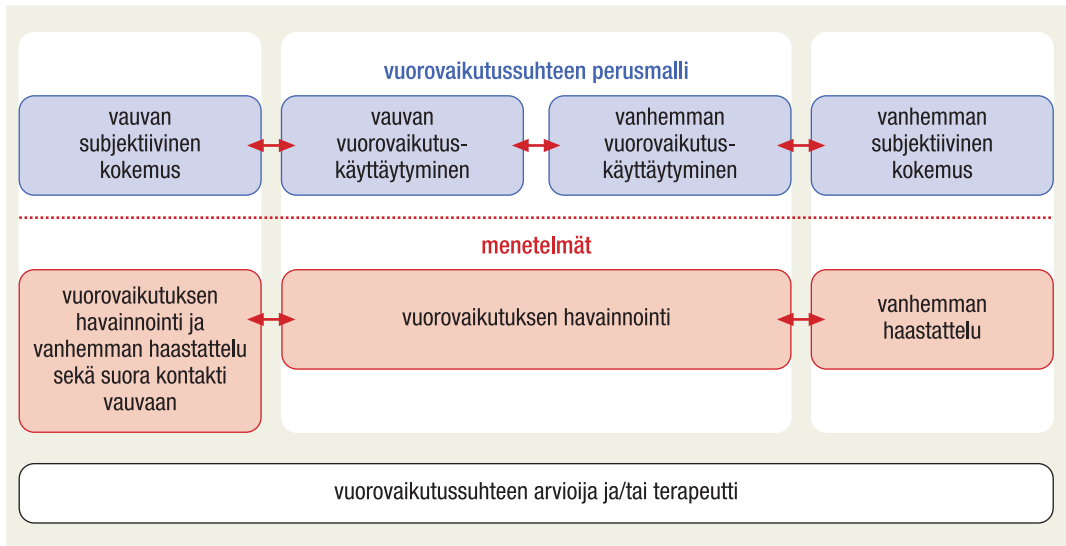 vuorovaikutussuhteen perusmalli
vauvan
subjektiivinen
kokemus
vauvan
vuorovaikutus-
käyttäytyminen
vanhemman
vuorovaikutus-
käyttäytyminen
vanhemman
subjektiivinen
kokemus
menetelmät
vuorovaikutuksen
havainnointi ja
vanhemman haastattelu
sekä suora kontakti
vauvaan
vuorovaikutuksen havainnointi
vanhemman
haastattelu
vuorovaikutussuhteen arvioija ja/tai terapeutti